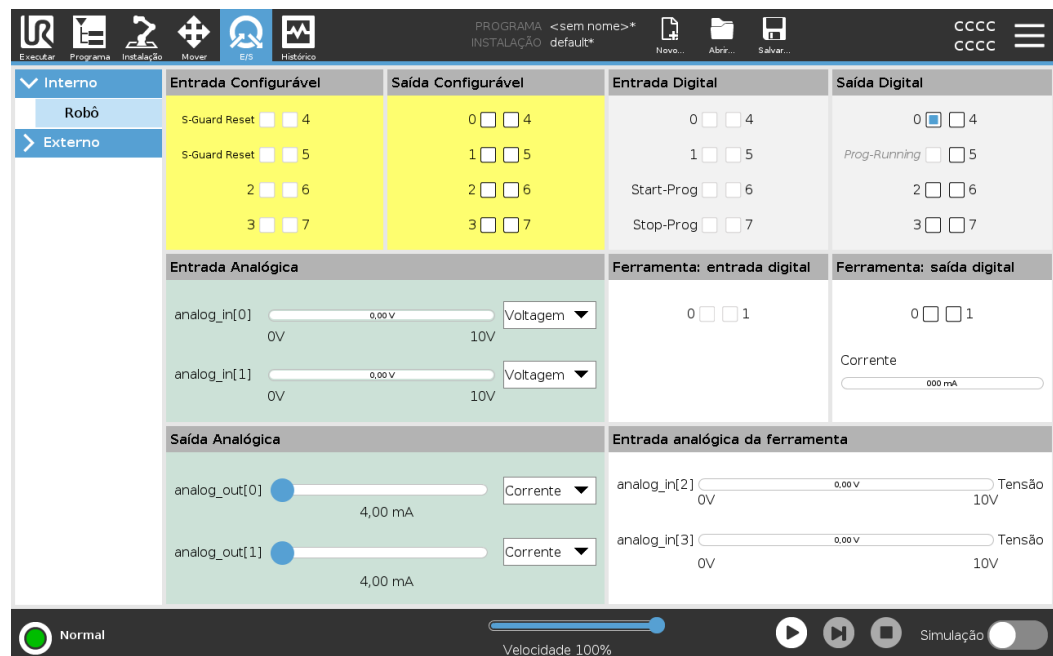 PROGRAMA <sem nome>*
INSTALAÇÃO default*
CCCC
CCCC
Executar Programa Instalação Mover E/S Histórico Novo... Abrir... Salvar...
Interno
Robô
Externo
Entrada Configurável
S-Guard Reset 4
S-Guard Reset 5
2 6
3 7
Saída Configurável
0 4
1 5
2 6
3 7
Entrada Digital
0 4
1 5
Start-Prog 6
Stop-Prog 7
Saída Digital
0 4
Prog-Running 5
2 6
3 7
Entrada Analógica
analog_in[0] 0,00 V Voltagem
0V 10V
analog_in[1] 0,00 V Voltagem
0V 10V
Ferramenta: entrada digital
0 1
Ferramenta: saída digital
0 1
Corrente
000 mA
Saída Analógica
analog_out[0] Corrente
4,00 mA
analog_out[1] Corrente
4,00 mA
Entrada analógica da ferramenta
analog_in[2] 0,00 V Tensão
0V 10V
analog_in[3] 0,00 V Tensão
0V 10V
Normal
Velocidade 100%
Simulação